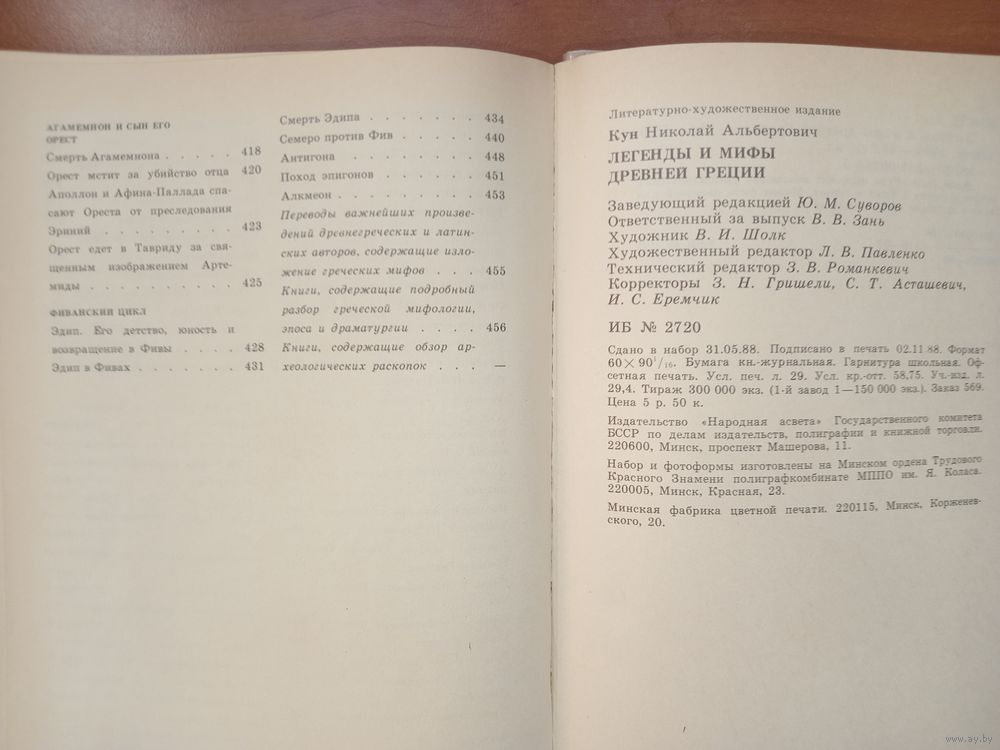 АГАМЕМНОН И СЫН ЕГО
ОРЕСТ
Смерть Агамемнона . . . . . 418
Орест мстит за убийство отца 420
Аполлон и Афина-Паллада спа-
сают Ореста от преследования
Эриний . . . . . . . . 423
Орест едет в Тавриду за свя-
щенным изображением Арте-
миды . . . . . . . . . 425
ФИВАНСКИЙ ЦИКЛ
Эдип. Его детство, юность и
возвращение в Фивы . . . . 428
Эдип в Фивах . . . . . . . 431
Смерть Эдипа . . . . . . . 434
Семеро против Фив . . . . . 440
Антигона . . . . . . . . 448
Поход эпигонов . . . . . . 451
Алкмеон . . . . . . . . . 453
Переводы важнейших произве-
дений древнегреческих и латин-
ских авторов, содержащие изло-
жение греческих мифов . . . 455
Книги, содержащие подробный
разбор греческой мифологии,
эпоса и драматургии . . . . 456
Книги, содержащие обзор ар-
хеологических раскопок . . . —
Литературно-художественное издание
Кун Николай Альбертович
ЛЕГЕНДЫ И МИФЫ
ДРЕВНЕЙ ГРЕЦИИ
Заведующий редакцией Ю. М. Суворов
Ответственный за выпуск В. В. Зань
Художник В. И. Шолк
Художественный редактор Л. В. Павленко
Технический редактор З. В. Романкевич
Корректоры З. Н. Гришели, С. Т. Асташевич,
И. С. Еремчик
ИБ № 2720
Сдано в набор 31.05.88. Подписано в печать 02.11.88. Формат
60×90¹/₁₆. Бумага кн.-журнальная. Гарнитура школьная. Оф-
сетная печать. Усл. печ. л. 29. Усл. кр.-отт. 58,75. Уч.-изд. л.
29,4. Тираж 300 000 экз. (1-й завод 1—150 000 экз.). Заказ 569.
Цена 5 р. 50 к.
Издательство «Народная асвета» Государственного комитета
БССР по делам издательств, полиграфии и книжной торговли.
220600, Минск, проспект Машерова, 11.
Набор и фотоформы изготовлены на Минском ордена Трудового
Красного Знамени полиграфкомбинате МППО им. Я. Коласа.
220005, Минск, Красная, 23.
Минская фабрика цветной печати. 220115, Минск, Корженев-
ского, 20.
www.ay.by